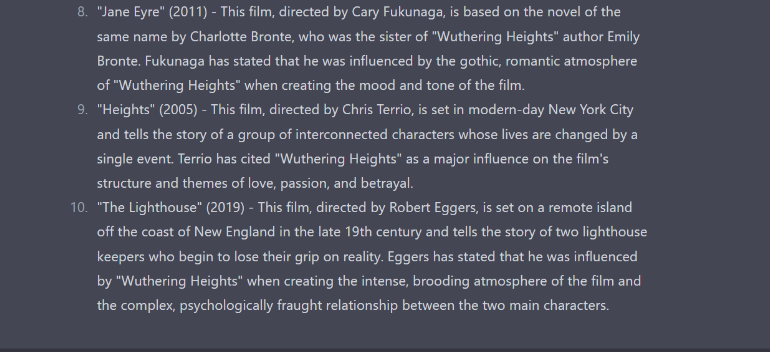 8. "Jane Eyre" (2011) - This film, directed by Cary Fukunaga, is based on the novel of the
same name by Charlotte Bronte, who was the sister of "Wuthering Heights" author Emily
Bronte. Fukunaga has stated that he was influenced by the gothic, romantic atmosphere
of "Wuthering Heights" when creating the mood and tone of the film.
9. "Heights" (2005) - This film, directed by Chris Terrio, is set in modern-day New York City
and tells the story of a group of interconnected characters whose lives are changed by a
single event. Terrio has cited "Wuthering Heights" as a major influence on the film's
structure and themes of love, passion, and betrayal.
10. "The Lighthouse" (2019) - This film, directed by Robert Eggers, is set on a remote island
off the coast of New England in the late 19th century and tells the story of two lighthouse
keepers who begin to lose their grip on reality. Eggers has stated that he was influenced
by "Wuthering Heights" when creating the intense, brooding atmosphere of the film and
the complex, psychologically fraught relationship between the two main characters.